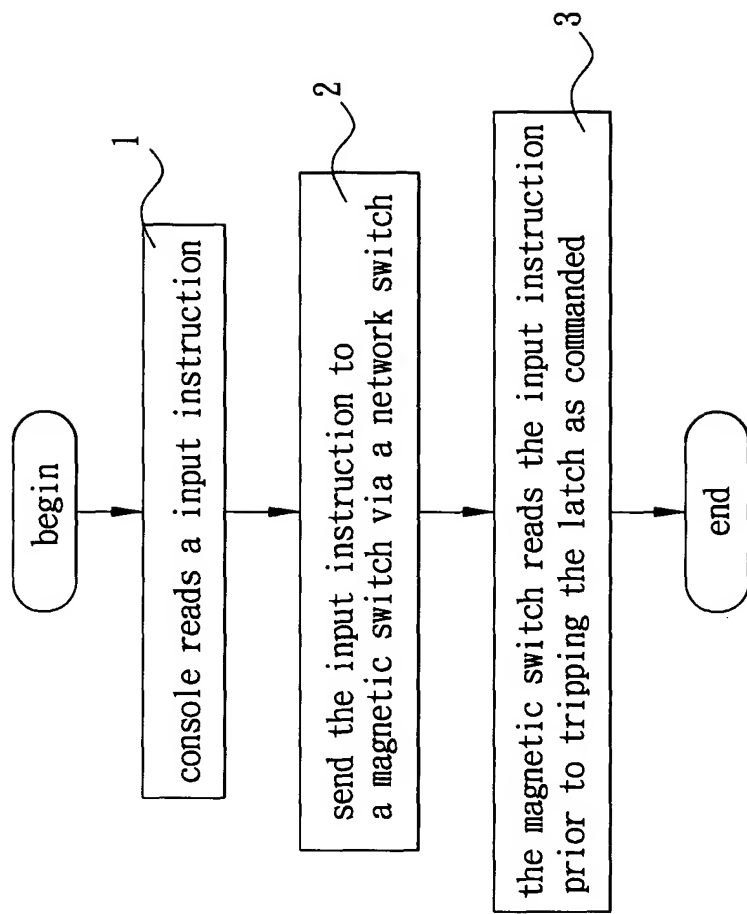 begin
console reads a input instruction
1
send the input instruction to
a magnetic switch via a network switch
2
the magnetic switch reads the input instruction
prior to tripping the latch as commanded
3
end